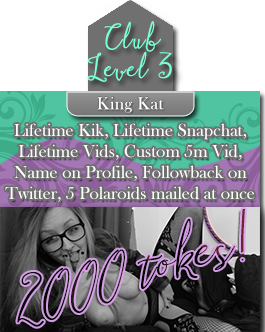 Club
Level 3
King Kat
Lifetime Kik, Lifetime Snapchat,
Lifetime Vids, Custom 5m Vid,
Name on Profile, Followback on
Twitter, 5 Polaroids mailed at once
2000 tokes!